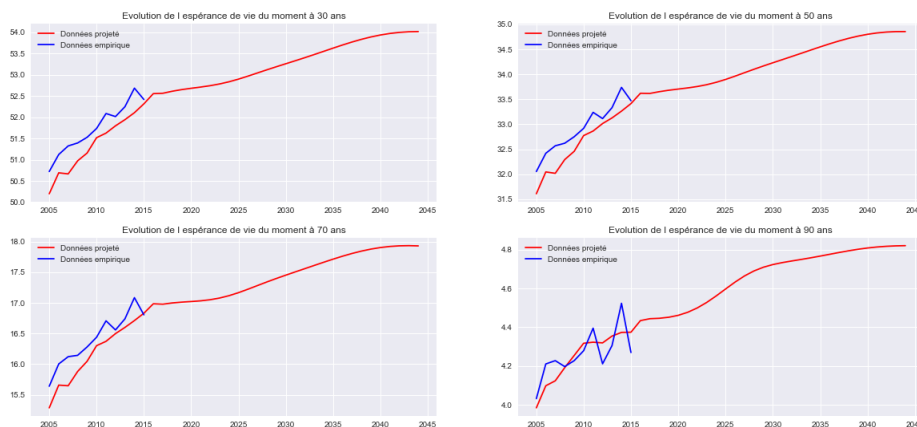 Evolution de l espérance de vie du moment à 30 ans
54.0
53.5
53.0
52.5
52.0
51.5
51.0
50.5
50.0
Données projeté
Données empirique
2005 2010 2015 2020 2025 2030 2035 2040 2045
Evolution de l espérance de vie du moment à 50 ans
35.0
34.5
34.0
33.5
33.0
32.5
32.0
31.5
Données projeté
Données empirique
2005 2010 2015 2020 2025 2030 2035 2040 204
Evolution de l espérance de vie du moment à 70 ans
18.0
17.5
17.0
16.5
16.0
15.5
Données projeté
Données empirique
2005 2010 2015 2020 2025 2030 2035 2040 2045
Evolution de l espérance de vie du moment à 90 ans
4.8
4.6
4.4
4.2
4.0
Données projeté
Données empirique
2005 2010 2015 2020 2025 2030 2035 2040 204